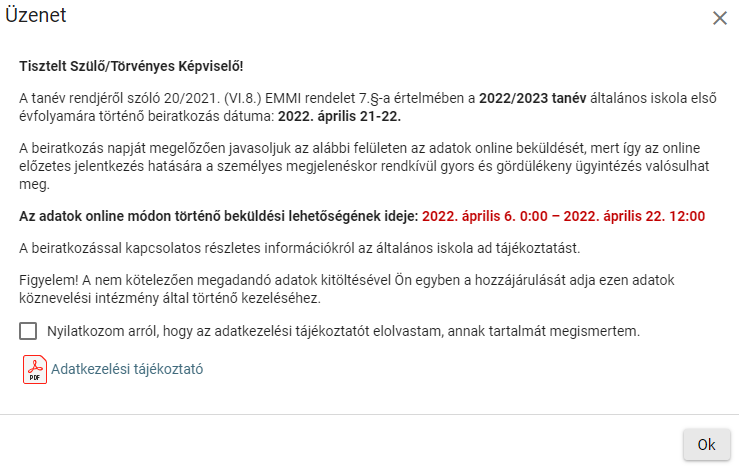 Üzenet
Tisztelt Szülő/Törvényes Képviselő!
A tanév rendjéről szóló 20/2021. (VI.8.) EMMI rendelet 7.§-a értelmében a 2022/2023 tanév általános iskola első
évfolyamára történő beiratkozás dátuma: 2022. április 21-22.
A beiratkozás napját megelőzően javasoljuk az alábbi felületen az adatok online beküldését, mert így az online
előzetes jelentkezés hatására a személyes megjelenéskor rendkívül gyors és gördülékeny ügyintézés valósulhat
meg.
Az adatok online módon történő beküldési lehetőségének ideje: 2022. április 6. 0:00 – 2022. április 22. 12:00
A beiratkozással kapcsolatos részletes információkról az általános iskola ad tájékoztatást.
Figyelem! A nem kötelezően megadandó adatok kitöltésével Ön egyben a hozzájárulását adja ezen adatok
köznevelési intézmény által történő kezeléséhez.
Nyilatkozom arról, hogy az adatkezelési tájékoztatót elolvastam, annak tartalmát megismertem.
PDF Adatkezelési tájékoztató
Ok